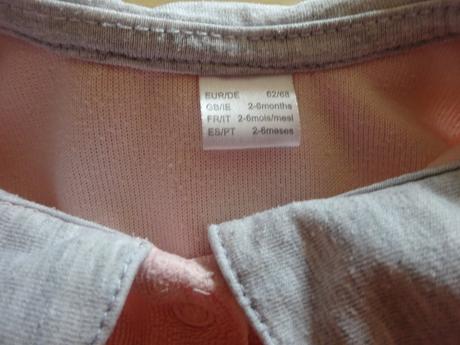 EUR/DE 62/68
GB/IE 2-6months
FR/IT 2-6mois/mesi
ES/PT 2-6meses